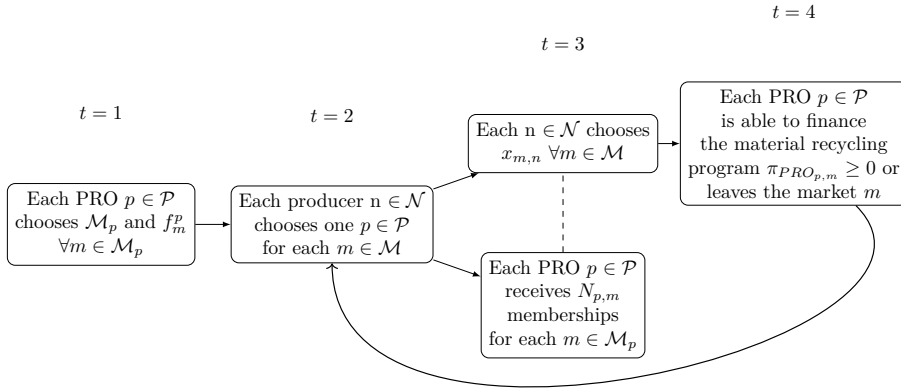 t = 1
Each PRO p ∈ 𝒫
chooses ℳ_p and f_m^p
∀m ∈ ℳ_p
t = 2
Each producer n ∈ 𝒩
chooses one p ∈ 𝒫
for each m ∈ ℳ
t = 3
Each n ∈ 𝒩 chooses
x_{m,n} ∀m ∈ ℳ
Each PRO p ∈ 𝒫
receives N_{p,m}
memberships
for each m ∈ ℳ_p
t = 4
Each PRO p ∈ 𝒫
is able to finance
the material recycling
program π_{PRO_{p,m}} ≥ 0 or
leaves the market m